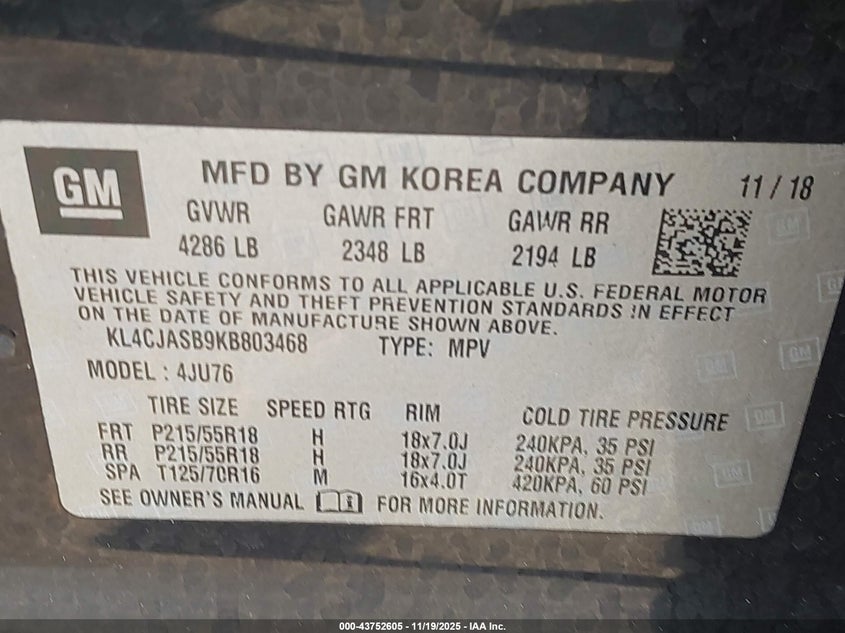 GM
MFD BY GM KOREA COMPANY 11 / 18
GVWR GAWR FRT GAWR RR
4286 LB 2348 LB 2194 LB
THIS VEHICLE CONFORMS TO ALL APPLICABLE U.S. FEDERAL MOTOR
VEHICLE SAFETY AND THEFT PREVENTION STANDARDS IN EFFECT
ON THE DATE OF MANUFACTURE SHOWN ABOVE.
KL4CJASB9KB803468 TYPE: MPV
MODEL : 4JU76
TIRE SIZE SPEED RTG RIM COLD TIRE PRESSURE
FRT P215/55R18 H 18x7.0J 240KPA, 35 PSI
RR P215/55R18 H 18x7.0J 240KPA, 35 PSI
SPA T125/70R16 M 16x4.0T 420KPA, 60 PSI
SEE OWNER'S MANUAL i FOR MORE INFORMATION.
000-43752605 - 11/19/2025 - IAA Inc.